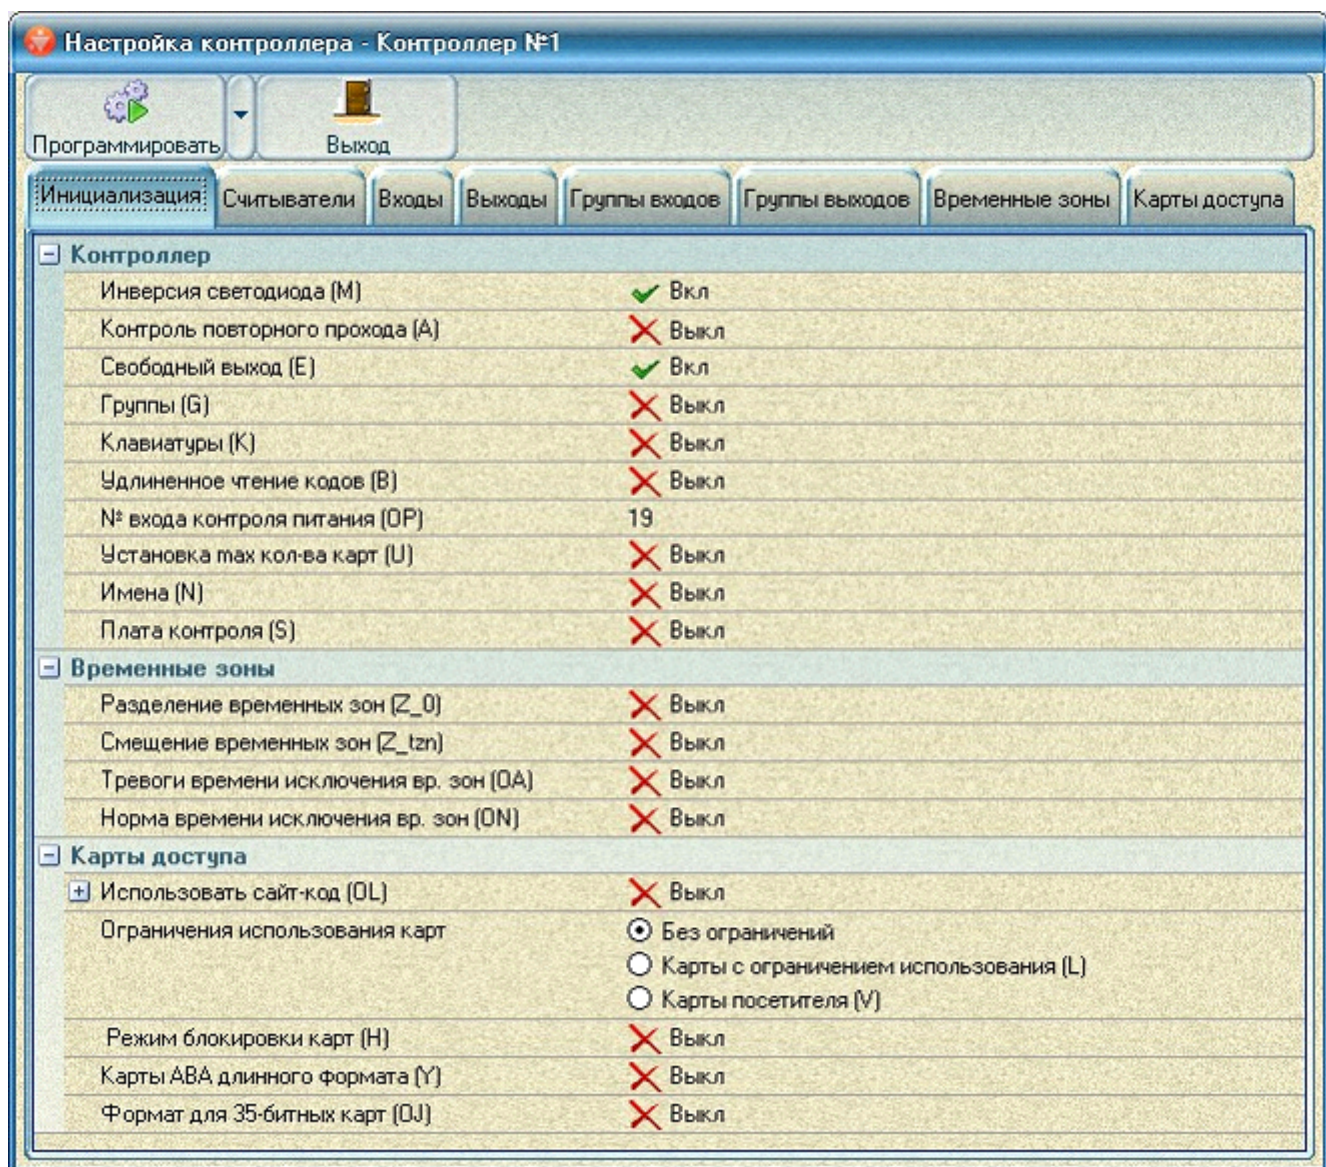 Настройка контроллера - Контроллер №1
Программировать Выход
Инициализация Считыватели Входы Выходы Группы входов Группы выходов Временные зоны Карты доступа
Контроллер
Инверсия светодиода (M) Вкл
Контроль повторного прохода (A) Выкл
Свободный выход (E) Вкл
Группы (G) Выкл
Клавиатуры (K) Выкл
Удлиненное чтение кодов (B) Выкл
№ входа контроля питания (OP) 19
Установка max кол-ва карт (U) Выкл
Имена (N) Выкл
Плата контроля (S) Выкл
Временные зоны
Разделение временных зон (Z_0) Выкл
Смещение временных зон (Z_tzn) Выкл
Тревоги времени исключения вр. зон (OA) Выкл
Норма времени исключения вр. зон (ON) Выкл
Карты доступа
Использовать сайт-код (OL) Выкл
Ограничения использования карт Без ограничений
Карты с ограничением использования (L)
Карты посетителя (V)
Режим блокировки карт (H) Выкл
Карты ABA длинного формата (Y) Выкл
Формат для 35-битных карт (OJ) Выкл